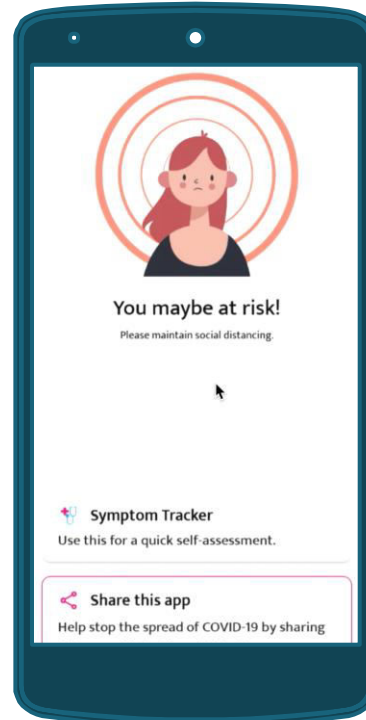 You maybe at risk!
Please maintain social distancing.
Symptom Tracker
Use this for a quick self-assessment.
Share this app
Help stop the spread of COVID-19 by sharing